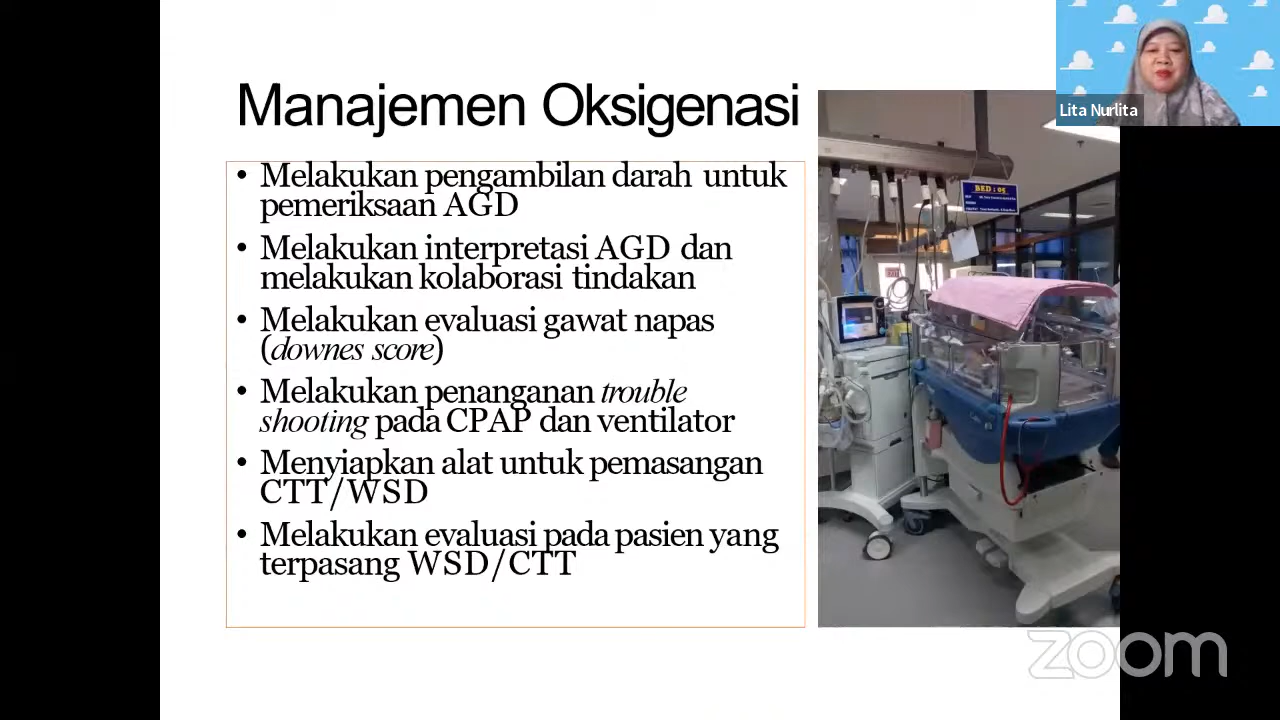 Manajemen Oksigenasi
• Melakukan pengambilan darah untuk
pemeriksaan AGD
• Melakukan interpretasi AGD dan
melakukan kolaborasi tindakan
• Melakukan evaluasi gawat napas
(downes score)
• Melakukan penanganan trouble
shooting pada CPAP dan ventilator
• Menyiapkan alat untuk pemasangan
CTT/WSD
• Melakukan evaluasi pada pasien yang
terpasang WSD/CTT
Lita Nurlita
BED : 05
zoom